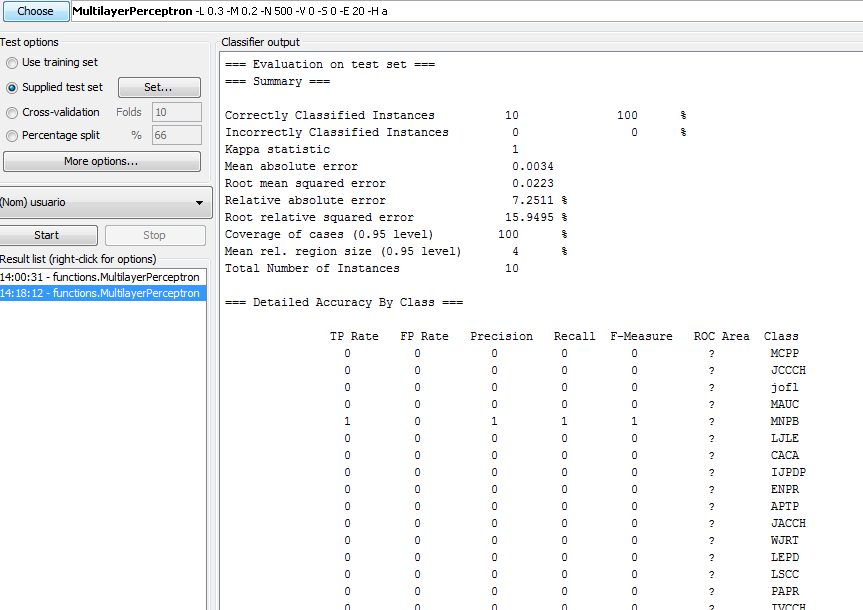 Choose MultilayerPerceptron -L 0.3 -M 0.2 -N 500 -V 0 -S 0 -E 20 -H a
Test options
Use training set
Supplied test set Set...
Cross-validation Folds 10
Percentage split % 66
More options...
(Nom) usuario
Start Stop
Result list (right-click for options)
14:00:31 - functions.MultilayerPerceptron
14:18:12 - functions.MultilayerPerceptron
Classifier output
=== Evaluation on test set ===
=== Summary ===
Correctly Classified Instances 10 100 %
Incorrectly Classified Instances 0 0 %
Kappa statistic 1
Mean absolute error 0.0034
Root mean squared error 0.0223
Relative absolute error 7.2511 %
Root relative squared error 15.9495 %
Coverage of cases (0.95 level) 100 %
Mean rel. region size (0.95 level) 4 %
Total Number of Instances 10
=== Detailed Accuracy By Class ===
TP Rate FP Rate Precision Recall F-Measure ROC Area Class
0 0 0 0 0 ? MCPP
0 0 0 0 0 ? JCCCH
0 0 0 0 0 ? jofl
0 0 0 0 0 ? MAUC
1 0 1 1 1 ? MNPB
0 0 0 0 0 ? LJLE
0 0 0 0 0 ? CACA
0 0 0 0 0 ? IJPDP
0 0 0 0 0 ? ENPR
0 0 0 0 0 ? APTP
0 0 0 0 0 ? JACCH
0 0 0 0 0 ? WJRT
0 0 0 0 0 ? LEPD
0 0 0 0 0 ? LSCC
0 0 0 0 0 ? PAPR
0 0 0 0 0 ? IVCCH